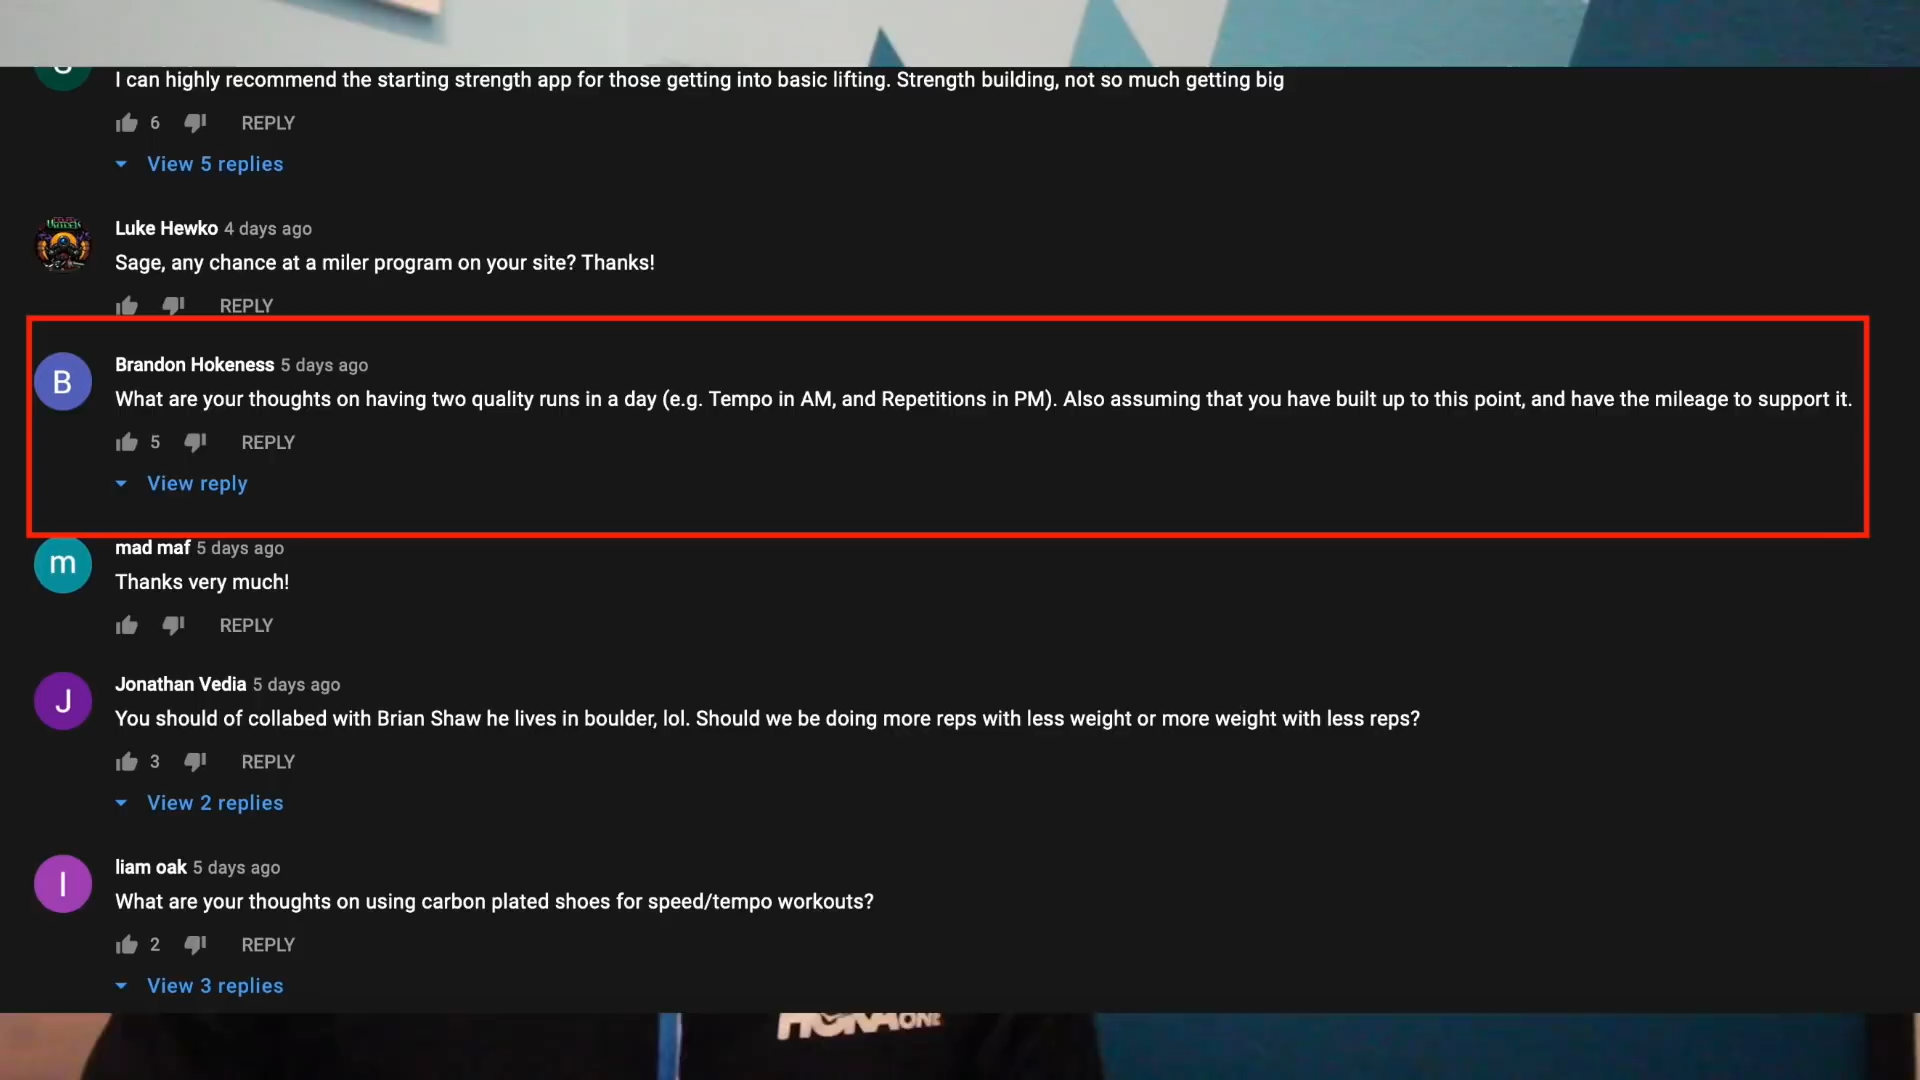 I can highly recommend the starting strength app for those getting into basic lifting. Strength building, not so much getting big
6 REPLY
View 5 replies
Luke Hewko 4 days ago
Sage, any chance at a miler program on your site? Thanks!
REPLY
B
Brandon Hokeness 5 days ago
What are your thoughts on having two quality runs in a day (e.g. Tempo in AM, and Repetitions in PM). Also assuming that you have built up to this point, and have the mileage to support it.
5 REPLY
View reply
m
mad maf 5 days ago
Thanks very much!
REPLY
J
Jonathan Vedia 5 days ago
You should of collabed with Brian Shaw he lives in boulder, lol. Should we be doing more reps with less weight or more weight with less reps?
3 REPLY
View 2 replies
l
liam oak 5 days ago
What are your thoughts on using carbon plated shoes for speed/tempo workouts?
2 REPLY
View 3 replies
HOKA ONE